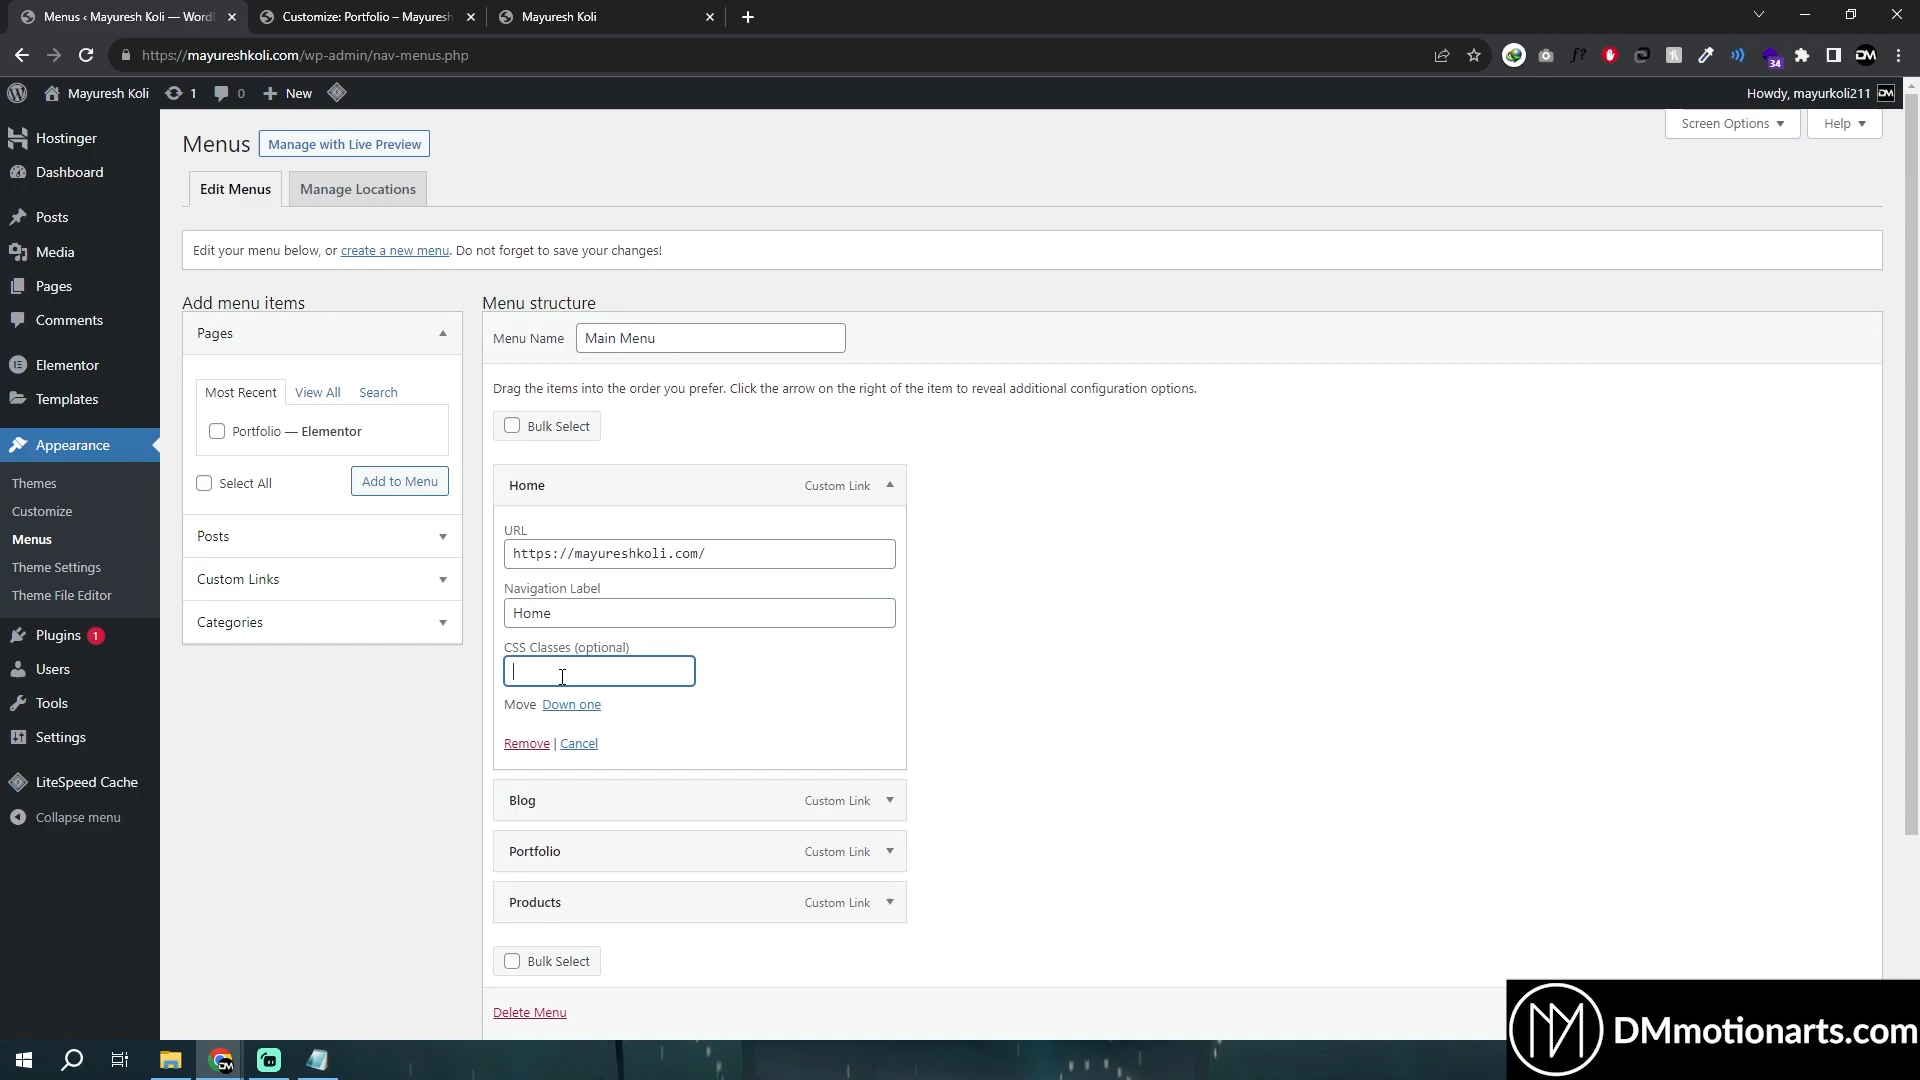 Menus ‹ Mayuresh Koli — Word
Customize: Portfolio – Mayuresh
Mayuresh Koli
https://mayureshkoli.com/wp-admin/nav-menus.php
34
DM
Mayuresh Koli
1
0
New
Howdy, mayurkoli211
DM
Hostinger
Dashboard
Posts
Media
Pages
Comments
Elementor
Templates
Appearance
Themes
Customize
Menus
Theme Settings
Theme File Editor
Plugins 1
Users
Tools
Settings
LiteSpeed Cache
Collapse menu
Menus
Manage with Live Preview
Screen Options
Help
Edit Menus
Manage Locations
Edit your menu below, or create a new menu. Do not forget to save your changes!
Add menu items
Pages
Most Recent
View All
Search
Portfolio — Elementor
Select All
Add to Menu
Posts
Custom Links
Categories
Menu structure
Menu Name
Main Menu
Drag the items into the order you prefer. Click the arrow on the right of the item to reveal additional configuration options.
Bulk Select
Home
Custom Link
URL
https://mayureshkoli.com/
Navigation Label
Home
CSS Classes (optional)
Move Down one
Remove | Cancel
Blog
Custom Link
Portfolio
Custom Link
Products
Custom Link
Bulk Select
Delete Menu
DMmotionarts.com